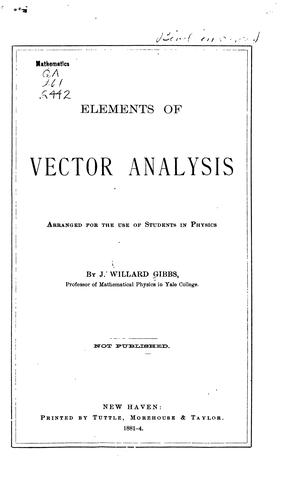 Mathematics
QA
261
.G442
ELEMENTS OF
VECTOR ANALYSIS
ARRANGED FOR THE USE OF STUDENTS IN PHYSICS
BY J. WILLARD GIBBS,
Professor of Mathematical Physics in Yale College.
NOT PUBLISHED.
NEW HAVEN:
PRINTED BY TUTTLE, MOREHOUSE & TAYLOR.
1881-4.